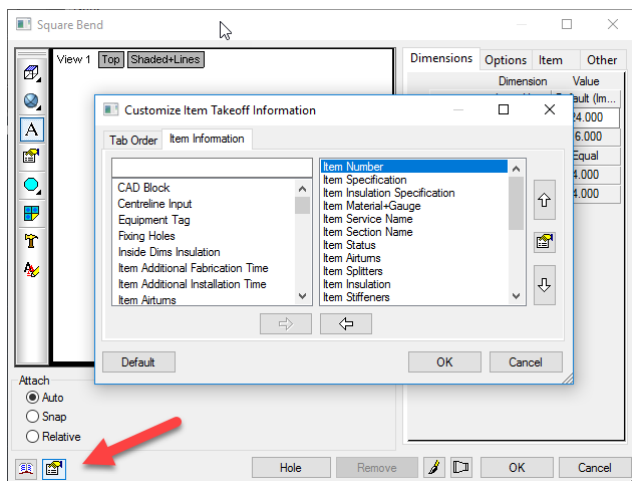 Square Bend
View 1 Top Shaded+Lines
Dimensions Options Item Other
Dimension Value
24.000
6.000
Equal
4.000
4.000
A
Customize Item Takeoff Information
Tab Order Item Information
CAD Block
Centreline Input
Equipment Tag
Fixing Holes
Inside Dims Insulation
Item Additional Fabrication Time
Item Additional Installation Time
Item Airturns
Item Number
Item Specification
Item Insulation Specification
Item Material+Gauge
Item Service Name
Item Section Name
Item Status
Item Airturns
Item Splitters
Item Insulation
Item Stiffeners
Default OK Cancel
Attach
Auto
Snap
Relative
Hole Remove OK Cancel